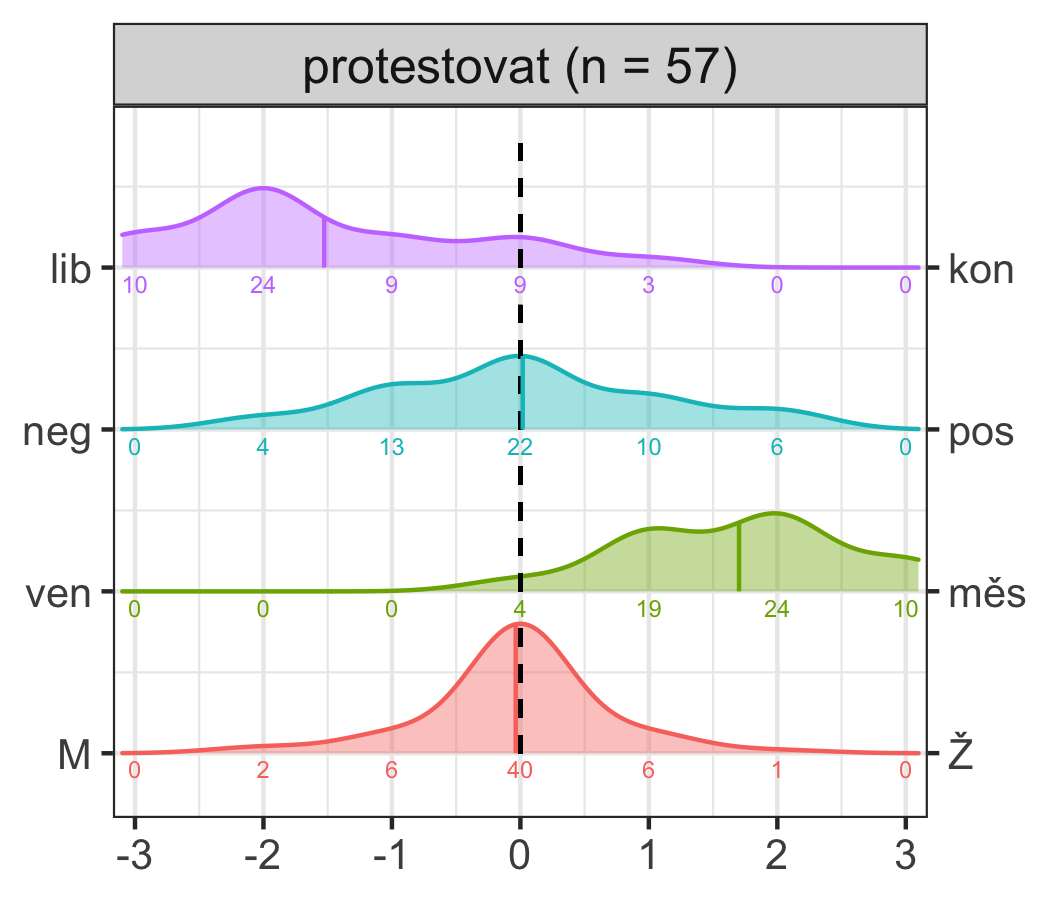 protestovat (n = 57)
lib kon
10 24 9 9 3 0 0
neg pos
0 4 13 22 10 6 0
ven měs
0 0 0 4 19 24 10
M Ž
0 2 6 40 6 1 0
-3 -2 -1 0 1 2 3